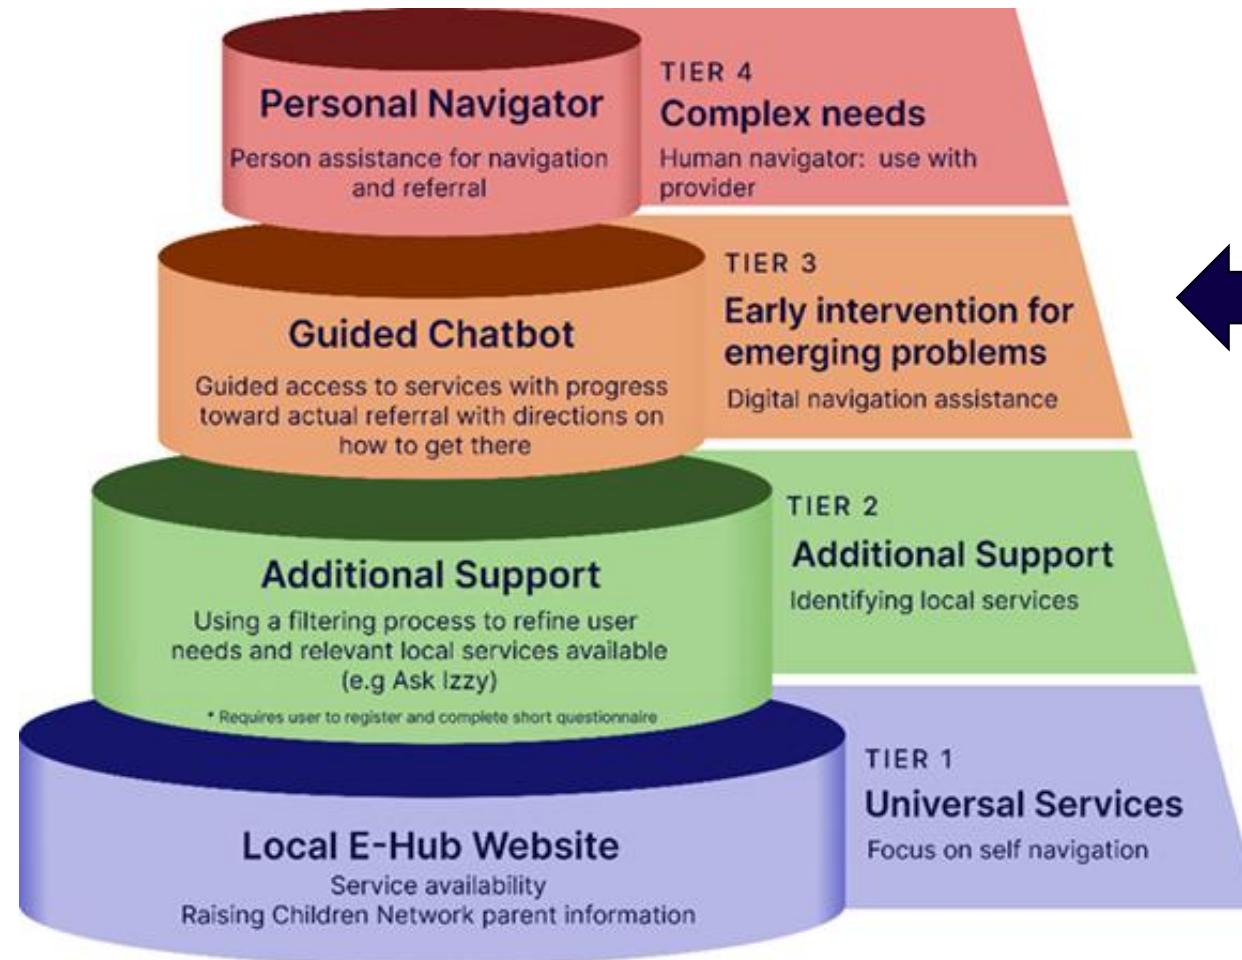 Personal Navigator
Person assistance for navigation
and referral
TIER 4
Complex needs
Human navigator: use with
provider
Guided Chatbot
Guided access to services with progress
toward actual referral with directions on
how to get there
TIER 3
Early intervention for
emerging problems
Digital navigation assistance
Additional Support
Using a filtering process to refine user
needs and relevant local services available
(e.g Ask Izzy)
* Requires user to register and complete short questionnaire
TIER 2
Additional Support
Identifying local services
Local E-Hub Website
Service availability
Raising Children Network parent information
TIER 1
Universal Services
Focus on self navigation